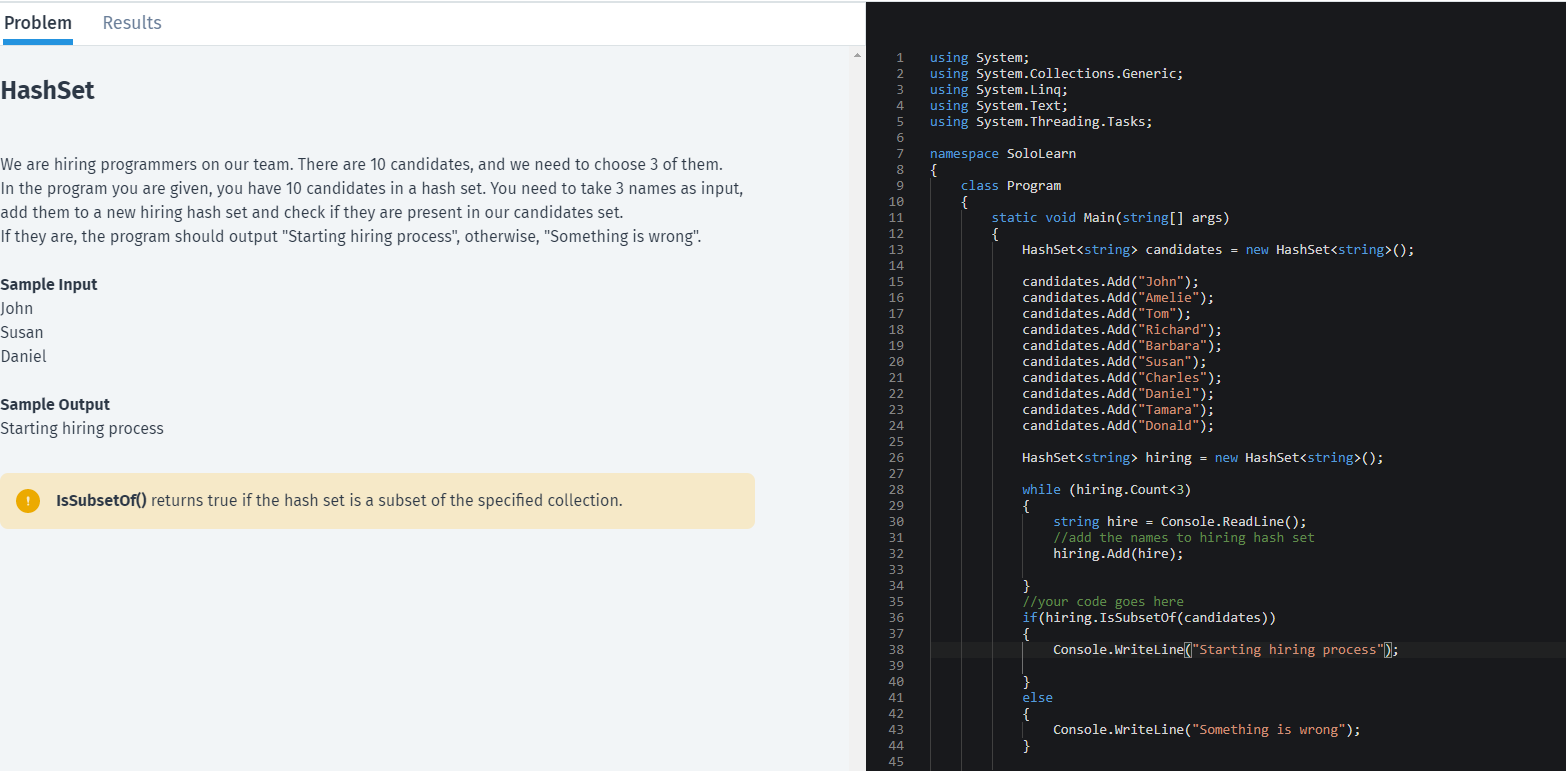 Problem Results
HashSet
We are hiring programmers on our team. There are 10 candidates, and we need to choose 3 of them.
In the program you are given, you have 10 candidates in a hash set. You need to take 3 names as input,
add them to a new hiring hash set and check if they are present in our candidates set.
If they are, the program should output "Starting hiring process", otherwise, "Something is wrong".
Sample Input
John
Susan
Daniel
Sample Output
Starting hiring process
! IsSubsetOf() returns true if the hash set is a subset of the specified collection.
1 using System;
2 using System.Collections.Generic;
3 using System.Linq;
4 using System.Text;
5 using System.Threading.Tasks;
6
7 namespace SoloLearn
8 {
9 class Program
10 {
11 static void Main(string[] args)
12 {
13 HashSet<string> candidates = new HashSet<string>();
14
15 candidates.Add("John");
16 candidates.Add("Amelie");
17 candidates.Add("Tom");
18 candidates.Add("Richard");
19 candidates.Add("Barbara");
20 candidates.Add("Susan");
21 candidates.Add("Charles");
22 candidates.Add("Daniel");
23 candidates.Add("Tamara");
24 candidates.Add("Donald");
25
26 HashSet<string> hiring = new HashSet<string>();
27
28 while (hiring.Count<3)
29 {
30 string hire = Console.ReadLine();
31 //add the names to hiring hash set
32 hiring.Add(hire);
33
34 }
35 //your code goes here
36 if(hiring.IsSubsetOf(candidates))
37 {
38 Console.WriteLine("Starting hiring process");
39
40 }
41 else
42 {
43 Console.WriteLine("Something is wrong");
44 }
45